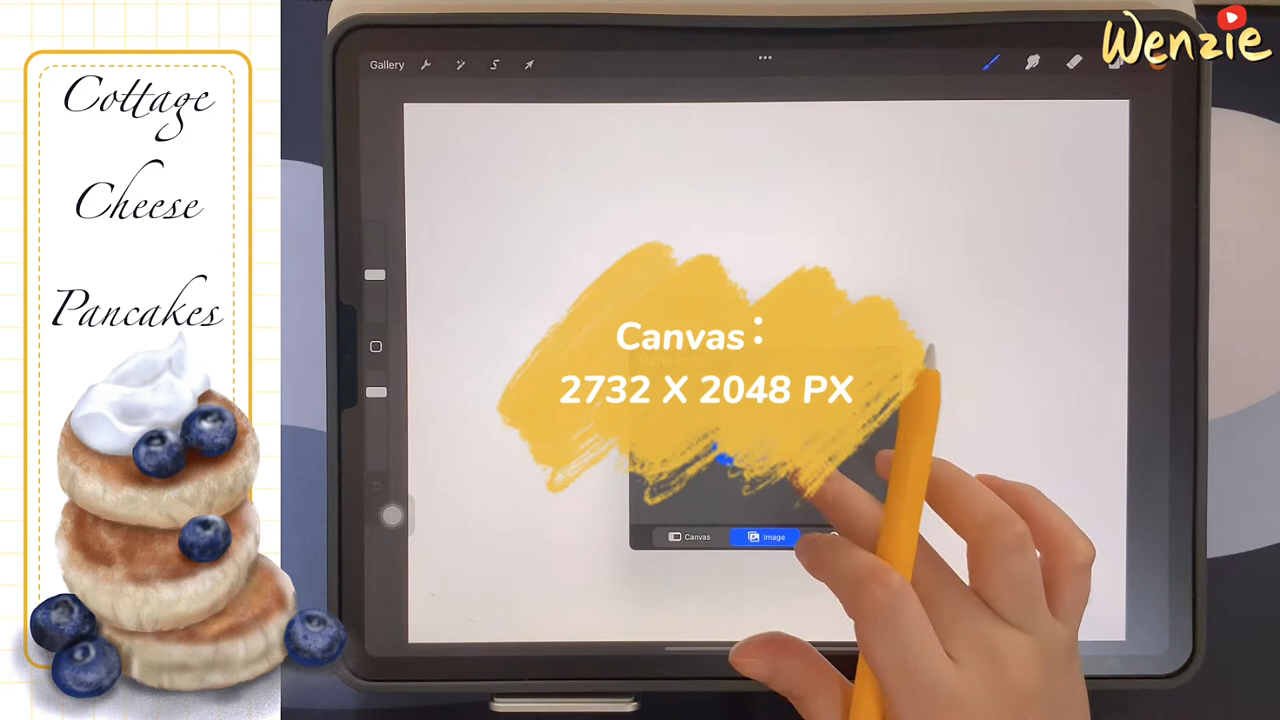 Cottage
Cheese
Pancakes
Gallery
Wenzie
Canvas:
2732 X 2048 PX
Canvas
Image